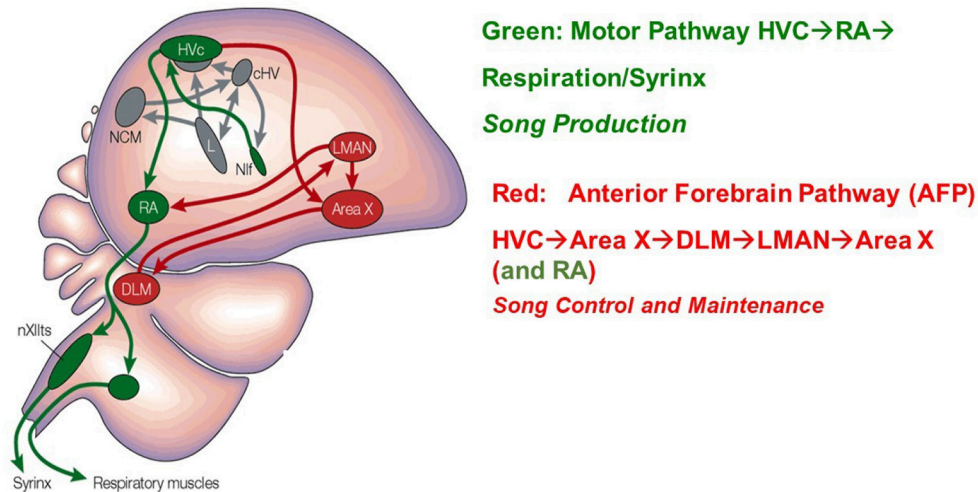 HVc
cHV
NCM
L
NIf
LMAN
RA
Area X
DLM
nXIIts
Syrinx
Respiratory muscles
Green: Motor Pathway HVC→RA→
Respiration/Syrinx
Song Production
Red: Anterior Forebrain Pathway (AFP)
HVC→Area X→DLM→LMAN→Area X
(and RA)
Song Control and Maintenance